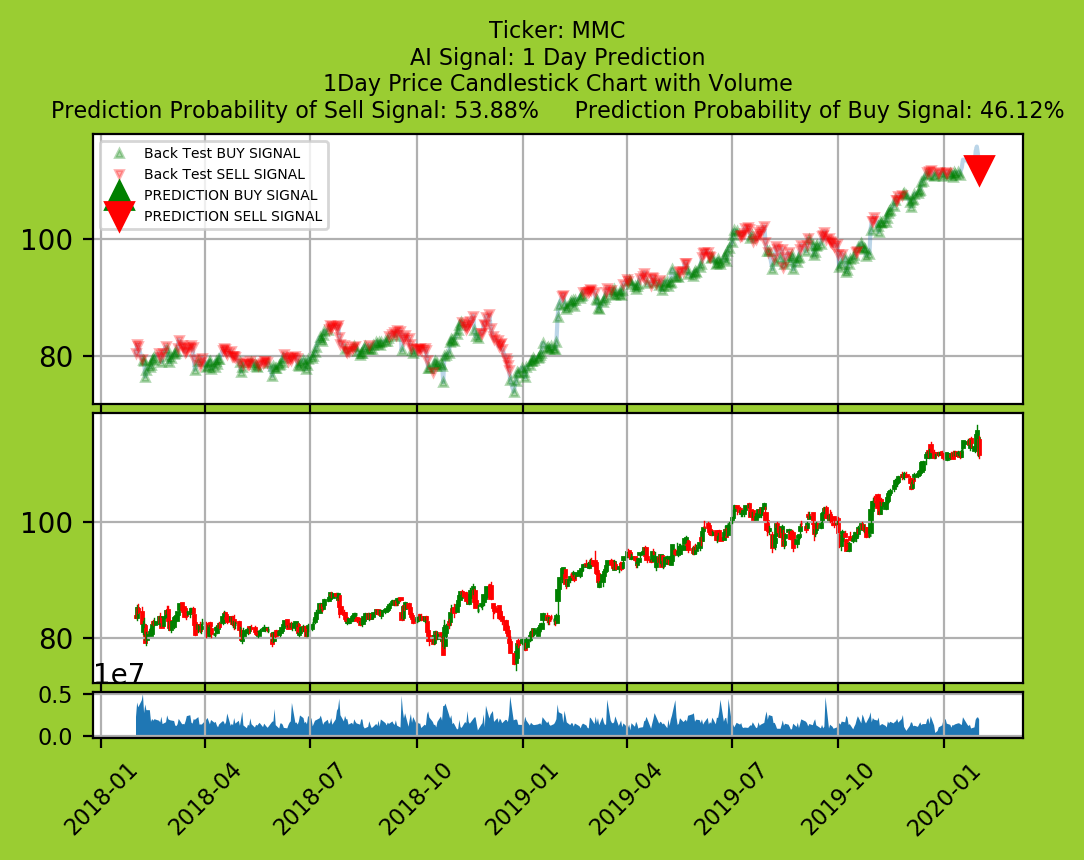 Ticker: MMC
AI Signal: 1 Day Prediction
1Day Price Candlestick Chart with Volume
Prediction Probability of Sell Signal: 53.88% Prediction Probability of Buy Signal: 46.12%
Back Test BUY SIGNAL
Back Test SELL SIGNAL
PREDICTION BUY SIGNAL
PREDICTION SELL SIGNAL
100
80
100
80
1e7
0.5
0.0
2018-01 2018-04 2018-07 2018-10 2019-01 2019-04 2019-07 2019-10 2020-01